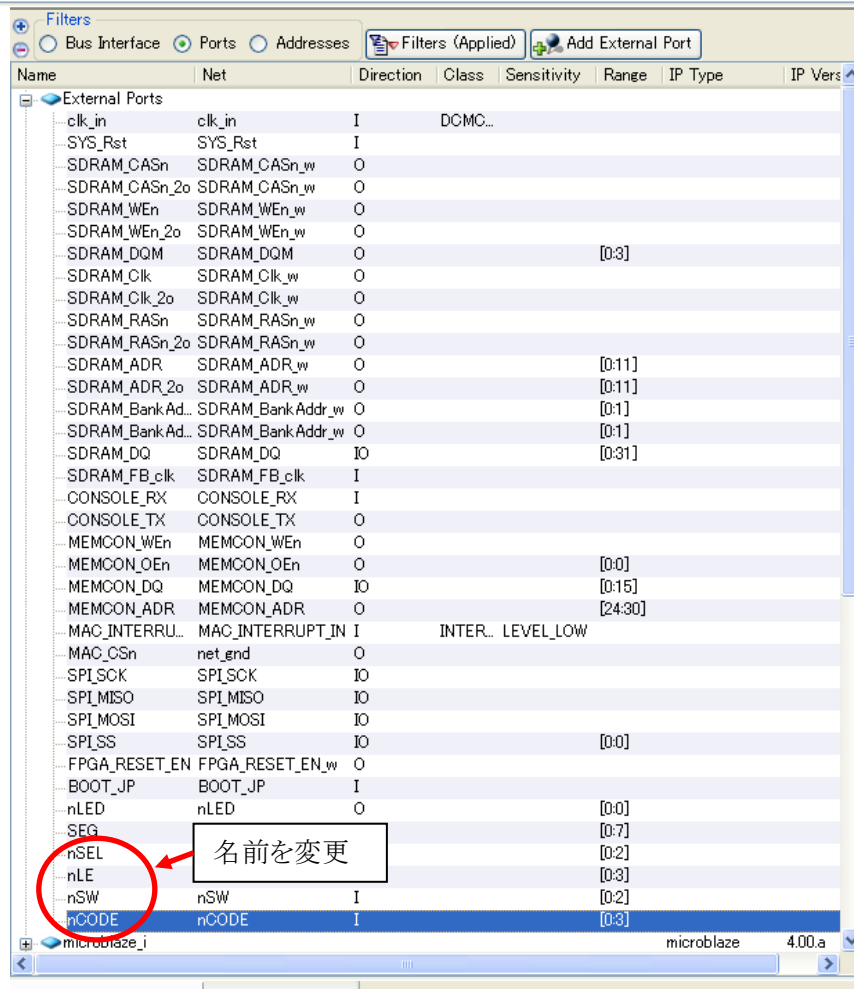 Filters
Bus Interface Ports Addresses Filters (Applied) Add External Port
Name Net Direction Class Sensitivity Range IP Type IP Vers
External Ports
clk_in clk_in I DCMC...
SYS_Rst SYS_Rst I
SDRAM_CASn SDRAM_CASn_w O
SDRAM_CASn_2o SDRAM_CASn_w O
SDRAM_WEn SDRAM_WEn_w O
SDRAM_WEn_2o SDRAM_WEn_w O
SDRAM_DQM SDRAM_DQM O [0:3]
SDRAM_Clk SDRAM_Clk_w O
SDRAM_Clk_2o SDRAM_Clk_w O
SDRAM_RASn SDRAM_RASn_w O
SDRAM_RASn_2o SDRAM_RASn_w O
SDRAM_ADR SDRAM_ADR_w O [0:11]
SDRAM_ADR_2o SDRAM_ADR_w O [0:11]
SDRAM_BankAd... SDRAM_BankAddr_w O [0:1]
SDRAM_BankAd... SDRAM_BankAddr_w O [0:1]
SDRAM_DQ SDRAM_DQ IO [0:31]
SDRAM_FB_clk SDRAM_FB_clk I
CONSOLE_RX CONSOLE_RX I
CONSOLE_TX CONSOLE_TX O
MEMCON_WEn MEMCON_WEn O
MEMCON_OEn MEMCON_OEn O [0:0]
MEMCON_DQ MEMCON_DQ IO [0:15]
MEMCON_ADR MEMCON_ADR O [24:30]
MAC_INTERRU... MAC_INTERRUPT_IN I INTER... LEVEL_LOW
MAC_CSn net_gnd O
SPI_SCK SPI_SCK IO
SPI_MISO SPI_MISO IO
SPI_MOSI SPI_MOSI IO
SPI_SS SPI_SS IO [0:0]
FPGA_RESET_EN FPGA_RESET_EN_w O
BOOT_JP BOOT_JP I
nLED nLED O [0:0]
SEG [0:7]
nSEL 名前を変更 [0:2]
nLE [0:3]
nSW nSW I [0:2]
nCODE nCODE I [0:3]
microblaze_i microblaze 4.00.a